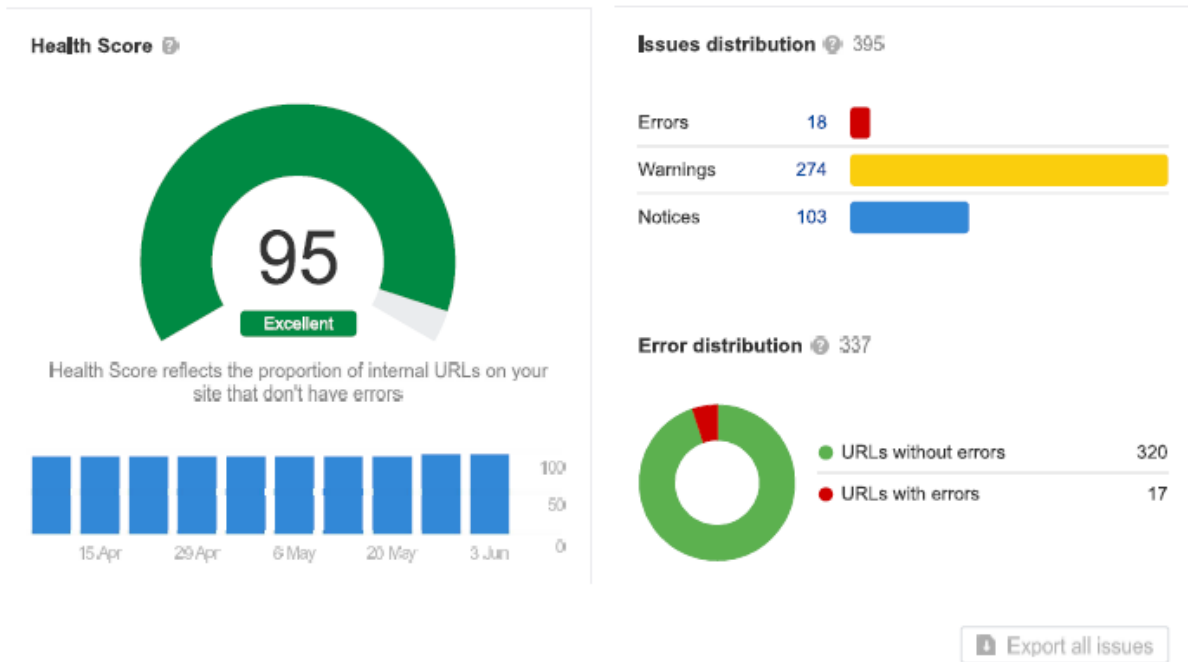 Health Score
95
Excellent
Health Score reflects the proportion of internal URLs on your
site that don't have errors
100
50
0
15 Apr 29 Apr 6 May 20 May 3 Jun
Issues distribution 395
Errors 18
Warnings 274
Notices 103
Error distribution 337
URLs without errors 320
URLs with errors 17
Export all issues